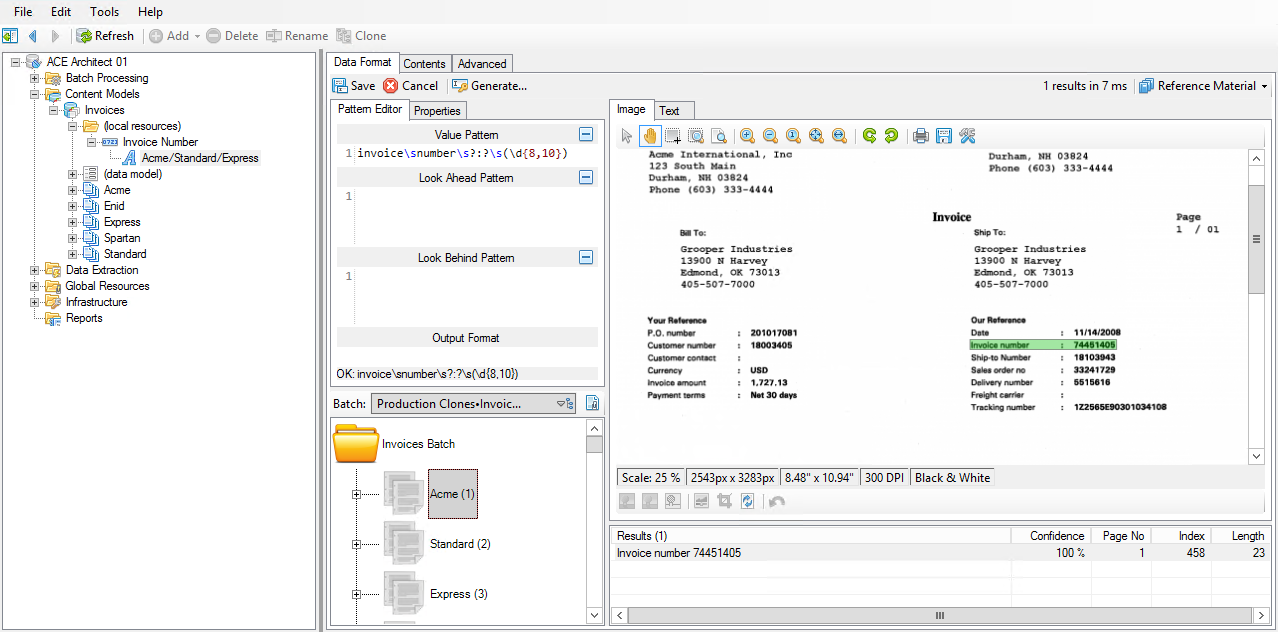 File Edit Tools Help
Refresh Add Delete Rename Clone
ACE Architect 01
Batch Processing
Content Models
Invoices
(local resources)
Invoice Number
Acme/Standard/Express
(data model)
Acme
Enid
Express
Spartan
Standard
Data Extraction
Global Resources
Infrastructure
Reports
Data Format Contents Advanced
Save Cancel Generate... 1 results in 7 ms Reference Material
Pattern Editor Properties
Value Pattern
1 invoice\snumber\s?:?\s(\d{8,10})
Look Ahead Pattern
1
Look Behind Pattern
1
Output Format
OK: invoice\snumber\s?:?\s(\d{8,10})
Batch: Production Clones•Invoic...
Invoices Batch
Acme (1)
Standard (2)
Express (3)
Image Text
Acme International, Inc
123 South Main
Durham, NH 03824
Phone (603) 333-4444
Durham, NH 03824
Phone (603) 333-4444
Invoice
Page
1 / 01
Bill To:
Grooper Industries
13900 N Harvey
Edmond, OK 73013
405-507-7000
Ship To:
Grooper Industries
13900 N Harvey
Edmond, OK 73013
405-507-7000
Your Reference
P.O. number : 201017081
Customer number : 18003405
Customer contact :
Currency : USD
Invoice amount : 1,727.13
Payment terms : Net 30 days
Our Reference
Date : 11/14/2008
Invoice number : 74451405
Ship-to Number : 18103943
Sales order no : 33241729
Delivery number : 5515616
Freight carrier :
Tracking number : 1Z2565E90301034108
Scale: 25 % 2543px x 3283px 8.48" x 10.94" 300 DPI Black & White
Results (1) Confidence Page No Index Length
Invoice number 74451405 100 % 1 458 23